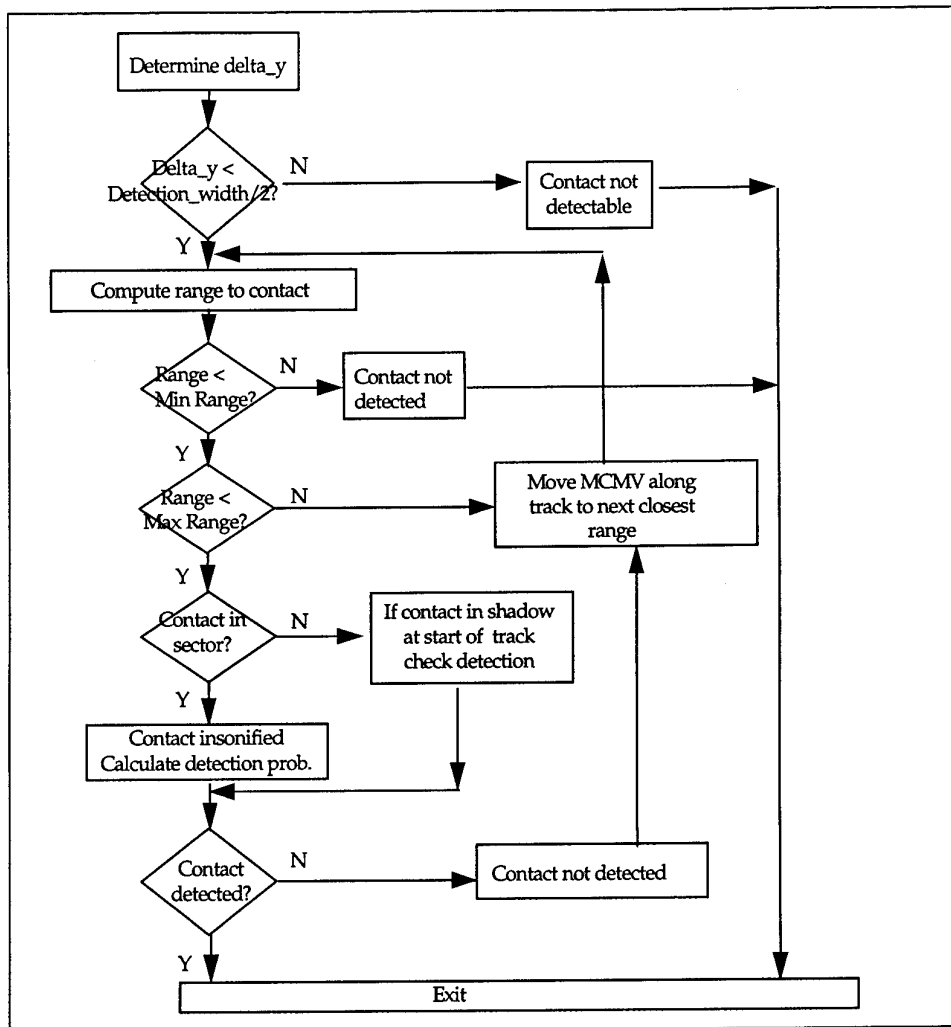 Determine delta_y
Delta_y <
Detection_width/2?
N
Contact not
detectable
Y
Compute range to contact
Range <
Min Range?
N
Contact not
detected
Y
Range <
Max Range?
N
Move MCMV along
track to next closest
range
Y
Contact in
sector?
N
If contact in shadow
at start of track
check detection
Y
Contact insonified
Calculate detection prob.
Contact
detected?
N
Contact not detected
Y
Exit